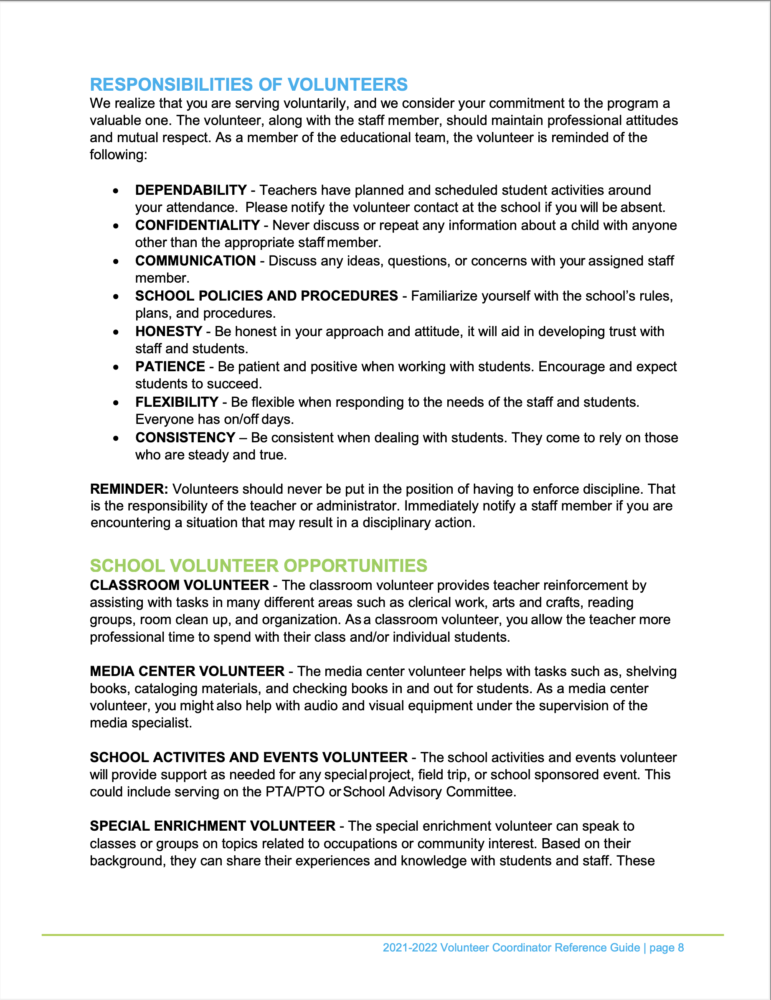 RESPONSIBILITIES OF VOLUNTEERS
We realize that you are serving voluntarily, and we consider your commitment to the program a
valuable one. The volunteer, along with the staff member, should maintain professional attitudes
and mutual respect. As a member of the educational team, the volunteer is reminded of the
following:
• DEPENDABILITY - Teachers have planned and scheduled student activities around
your attendance.  Please notify the volunteer contact at the school if you will be absent.
• CONFIDENTIALITY - Never discuss or repeat any information about a child with anyone
other than the appropriate staff member.
• COMMUNICATION - Discuss any ideas, questions, or concerns with your assigned staff
member.
• SCHOOL POLICIES AND PROCEDURES - Familiarize yourself with the school’s rules,
plans, and procedures.
• HONESTY - Be honest in your approach and attitude, it will aid in developing trust with
staff and students.
• PATIENCE - Be patient and positive when working with students. Encourage and expect
students to succeed.
• FLEXIBILITY - Be flexible when responding to the needs of the staff and students.
Everyone has on/off days.
• CONSISTENCY – Be consistent when dealing with students. They come to rely on those
who are steady and true.
REMINDER: Volunteers should never be put in the position of having to enforce discipline. That
is the responsibility of the teacher or administrator. Immediately notify a staff member if you are
encountering a situation that may result in a disciplinary action.
SCHOOL VOLUNTEER OPPORTUNITIES
CLASSROOM VOLUNTEER - The classroom volunteer provides teacher reinforcement by
assisting with tasks in many different areas such as clerical work, arts and crafts, reading
groups, room clean up, and organization. As a classroom volunteer, you allow the teacher more
professional time to spend with their class and/or individual students.
MEDIA CENTER VOLUNTEER - The media center volunteer helps with tasks such as, shelving
books, cataloging materials, and checking books in and out for students. As a media center
volunteer, you might also help with audio and visual equipment under the supervision of the
media specialist.
SCHOOL ACTIVITES AND EVENTS VOLUNTEER - The school activities and events volunteer
will provide support as needed for any special project, field trip, or school sponsored event. This
could include serving on the PTA/PTO or School Advisory Committee.
SPECIAL ENRICHMENT VOLUNTEER - The special enrichment volunteer can speak to
classes or groups on topics related to occupations or community interest. Based on their
background, they can share their experiences and knowledge with students and staff. These
2021-2022 Volunteer Coordinator Reference Guide | page 8